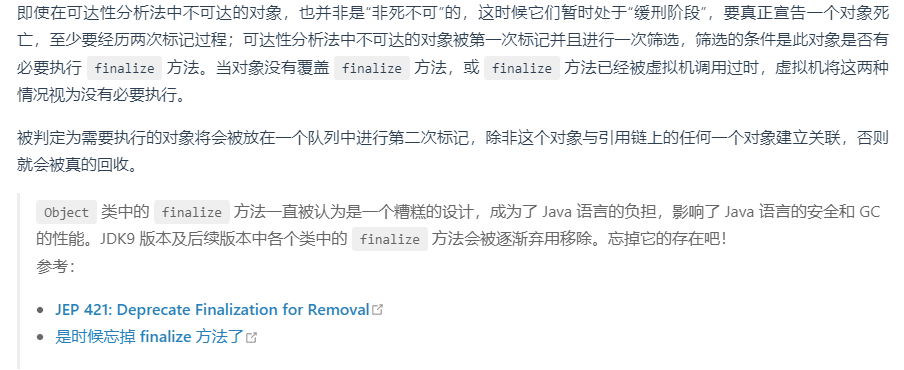 即使在可达性分析法中不可达的对象，也并非是“非死不可”的，这时候它们暂时处于“缓刑阶段”，要真正宣告一个对象死
亡，至少要经历两次标记过程；可达性分析法中不可达的对象被第一次标记并且进行一次筛选，筛选的条件是此对象是否有
必要执行 finalize 方法。当对象没有覆盖 finalize 方法，或 finalize 方法已经被虚拟机调用过时，虚拟机将这两种
情况视为没有必要执行。
被判定为需要执行的对象将会被放在一个队列中进行第二次标记，除非这个对象与引用链上的任何一个对象建立关联，否则
就会被真的回收。
Object 类中的 finalize 方法一直被认为是一个糟糕的设计，成为了 Java 语言的负担，影响了 Java 语言的安全和 GC
的性能。JDK9 版本及后续版本中各个类中的 finalize 方法会被逐渐弃用移除。忘掉它的存在吧！
参考：
JEP 421: Deprecate Finalization for Removal
是时候忘掉 finalize 方法了